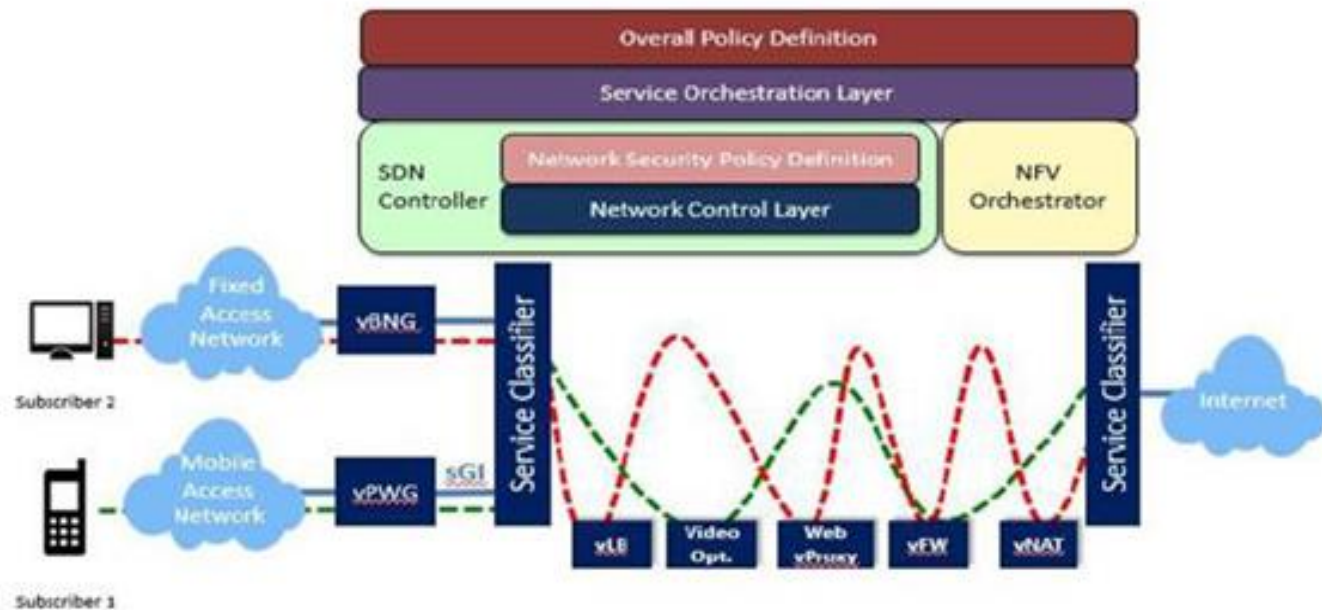 Overall Policy Definition
Service Orchestration Layer
SDN
Controller
Network Security Policy Definition
Network Control Layer
NFV
Orchestrator
Fixed
Access
Network
vBNG
Subscriber 2
Mobile
Access
Network
vPWG
sGI
Subscriber 1
Service Classifier
vLB
Video
Opt.
Web
vProxy
vFW
vNAT
Service Classifier
Internet